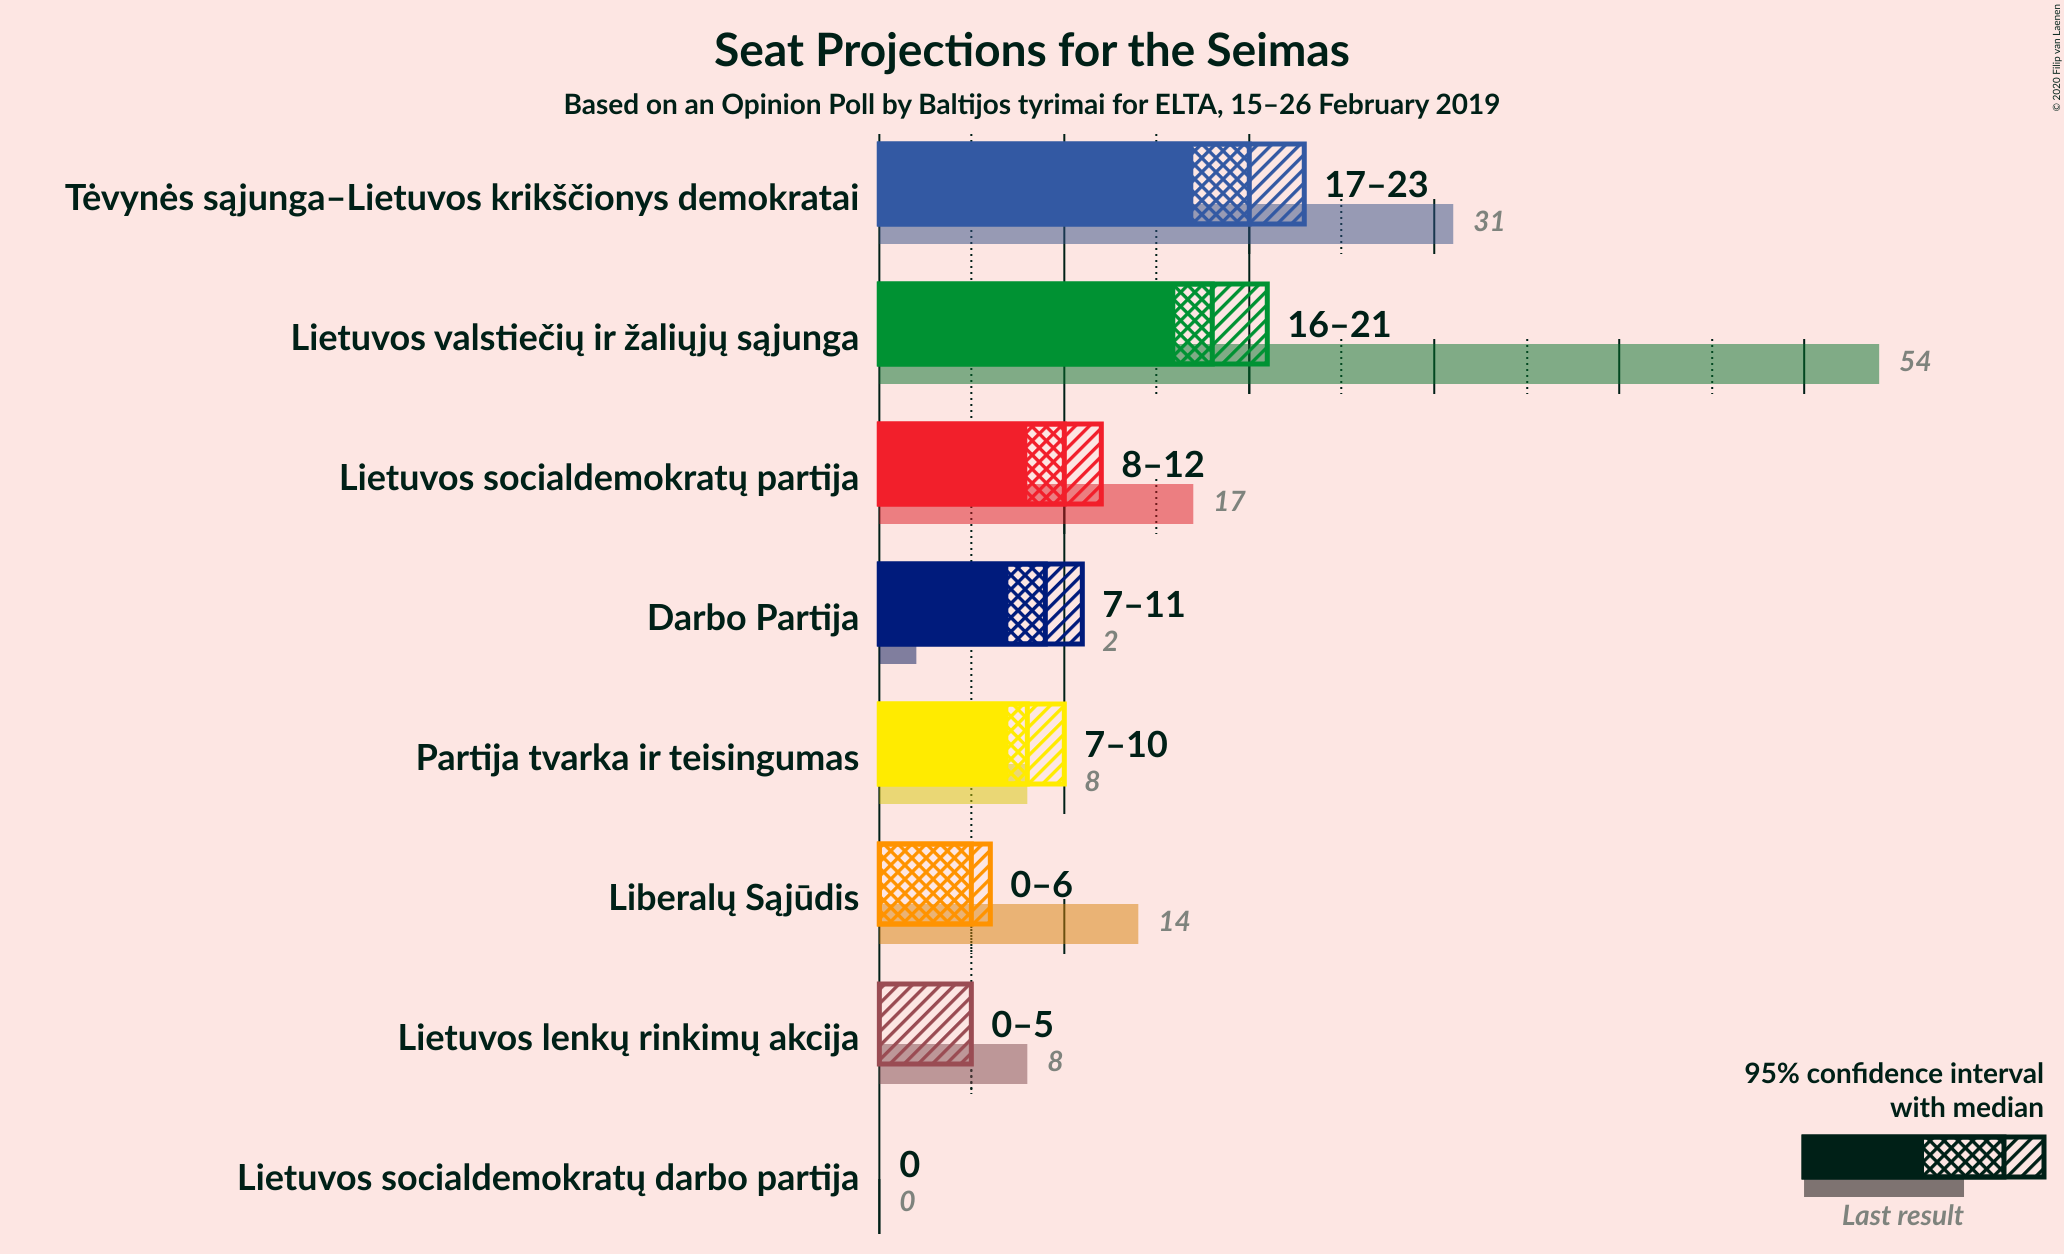 Seat Projections for the Seimas
Based on an Opinion Poll by Baltijos tyrimai for ELTA, 15–26 February 2019
© 2020 Filip van Laenen
Tėvynės sąjunga–Lietuvos krikščionys demokratai
17–23
31
Lietuvos valstiečių ir žaliųjų sąjunga
16–21
54
Lietuvos socialdemokratų partija
8–12
17
Darbo Partija
7–11
2
Partija tvarka ir teisingumas
7–10
8
Liberalų Sąjūdis
0–6
14
Lietuvos lenkų rinkimų akcija
0–5
8
Lietuvos socialdemokratų darbo partija
0
0
95% confidence interval
with median
Last result